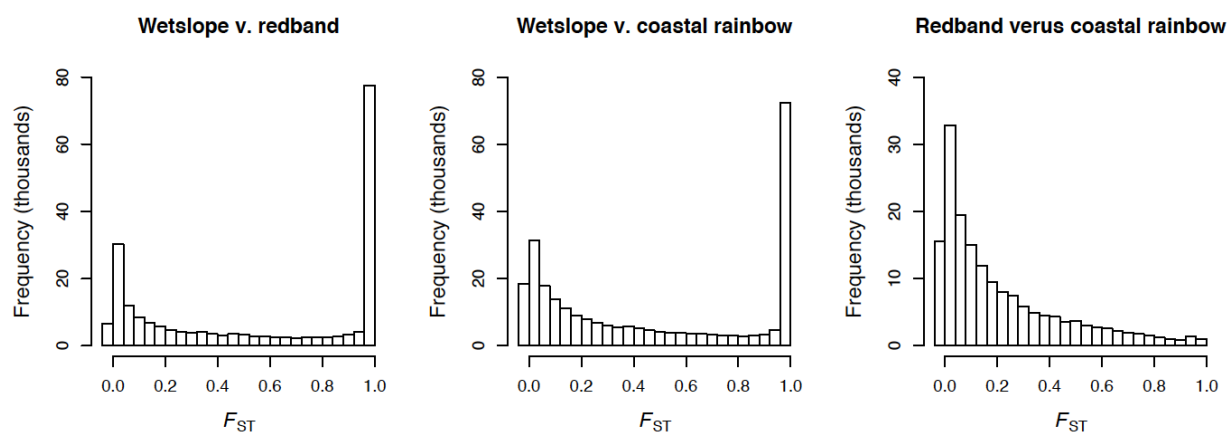 Wetslope v. redband
Frequency (thousands)
80
60
40
20
0
0.0 0.2 0.4 0.6 0.8 1.0
FST
Wetslope v. coastal rainbow
Frequency (thousands)
80
60
40
20
0
0.0 0.2 0.4 0.6 0.8 1.0
FST
Redband verus coastal rainbow
Frequency (thousands)
40
30
20
10
0
0.0 0.2 0.4 0.6 0.8 1.0
FST